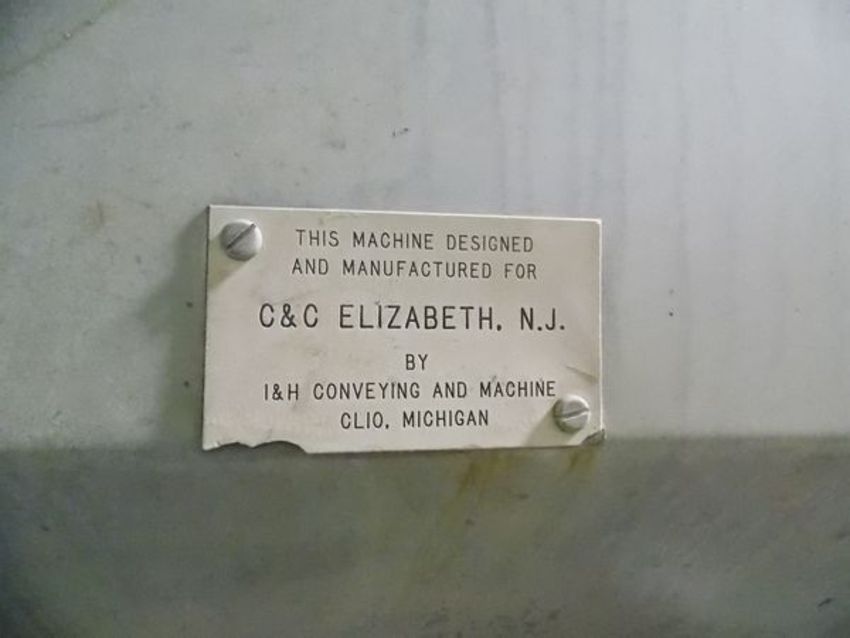 THIS MACHINE DESIGNED
AND MANUFACTURED FOR
C&C ELIZABETH, N.J.
BY
I&H CONVEYING AND MACHINE
CLIO, MICHIGAN